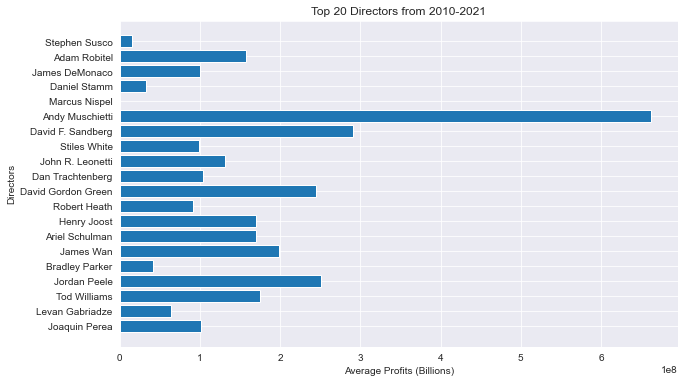 Top 20 Directors from 2010-2021
Stephen Susco
Adam Robitel
James DeMonaco
Daniel Stamm
Marcus Nispel
Andy Muschietti
David F. Sandberg
Stiles White
John R. Leonetti
Dan Trachtenberg
David Gordon Green
Robert Heath
Henry Joost
Ariel Schulman
James Wan
Bradley Parker
Jordan Peele
Tod Williams
Levan Gabriadze
Joaquin Perea
Directors
0 1 2 3 4 5 6
1e8
Average Profits (Billions)